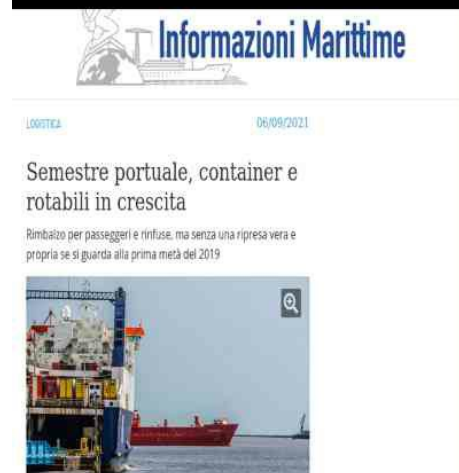 Informazioni Marittime
LOGISTICA 06/09/2021
Semestre portuale, container e
rotabili in crescita
Rimbalzo per passeggeri e rinfuse, ma senza una ripresa vera e
propria se si guarda alla prima metà del 2019